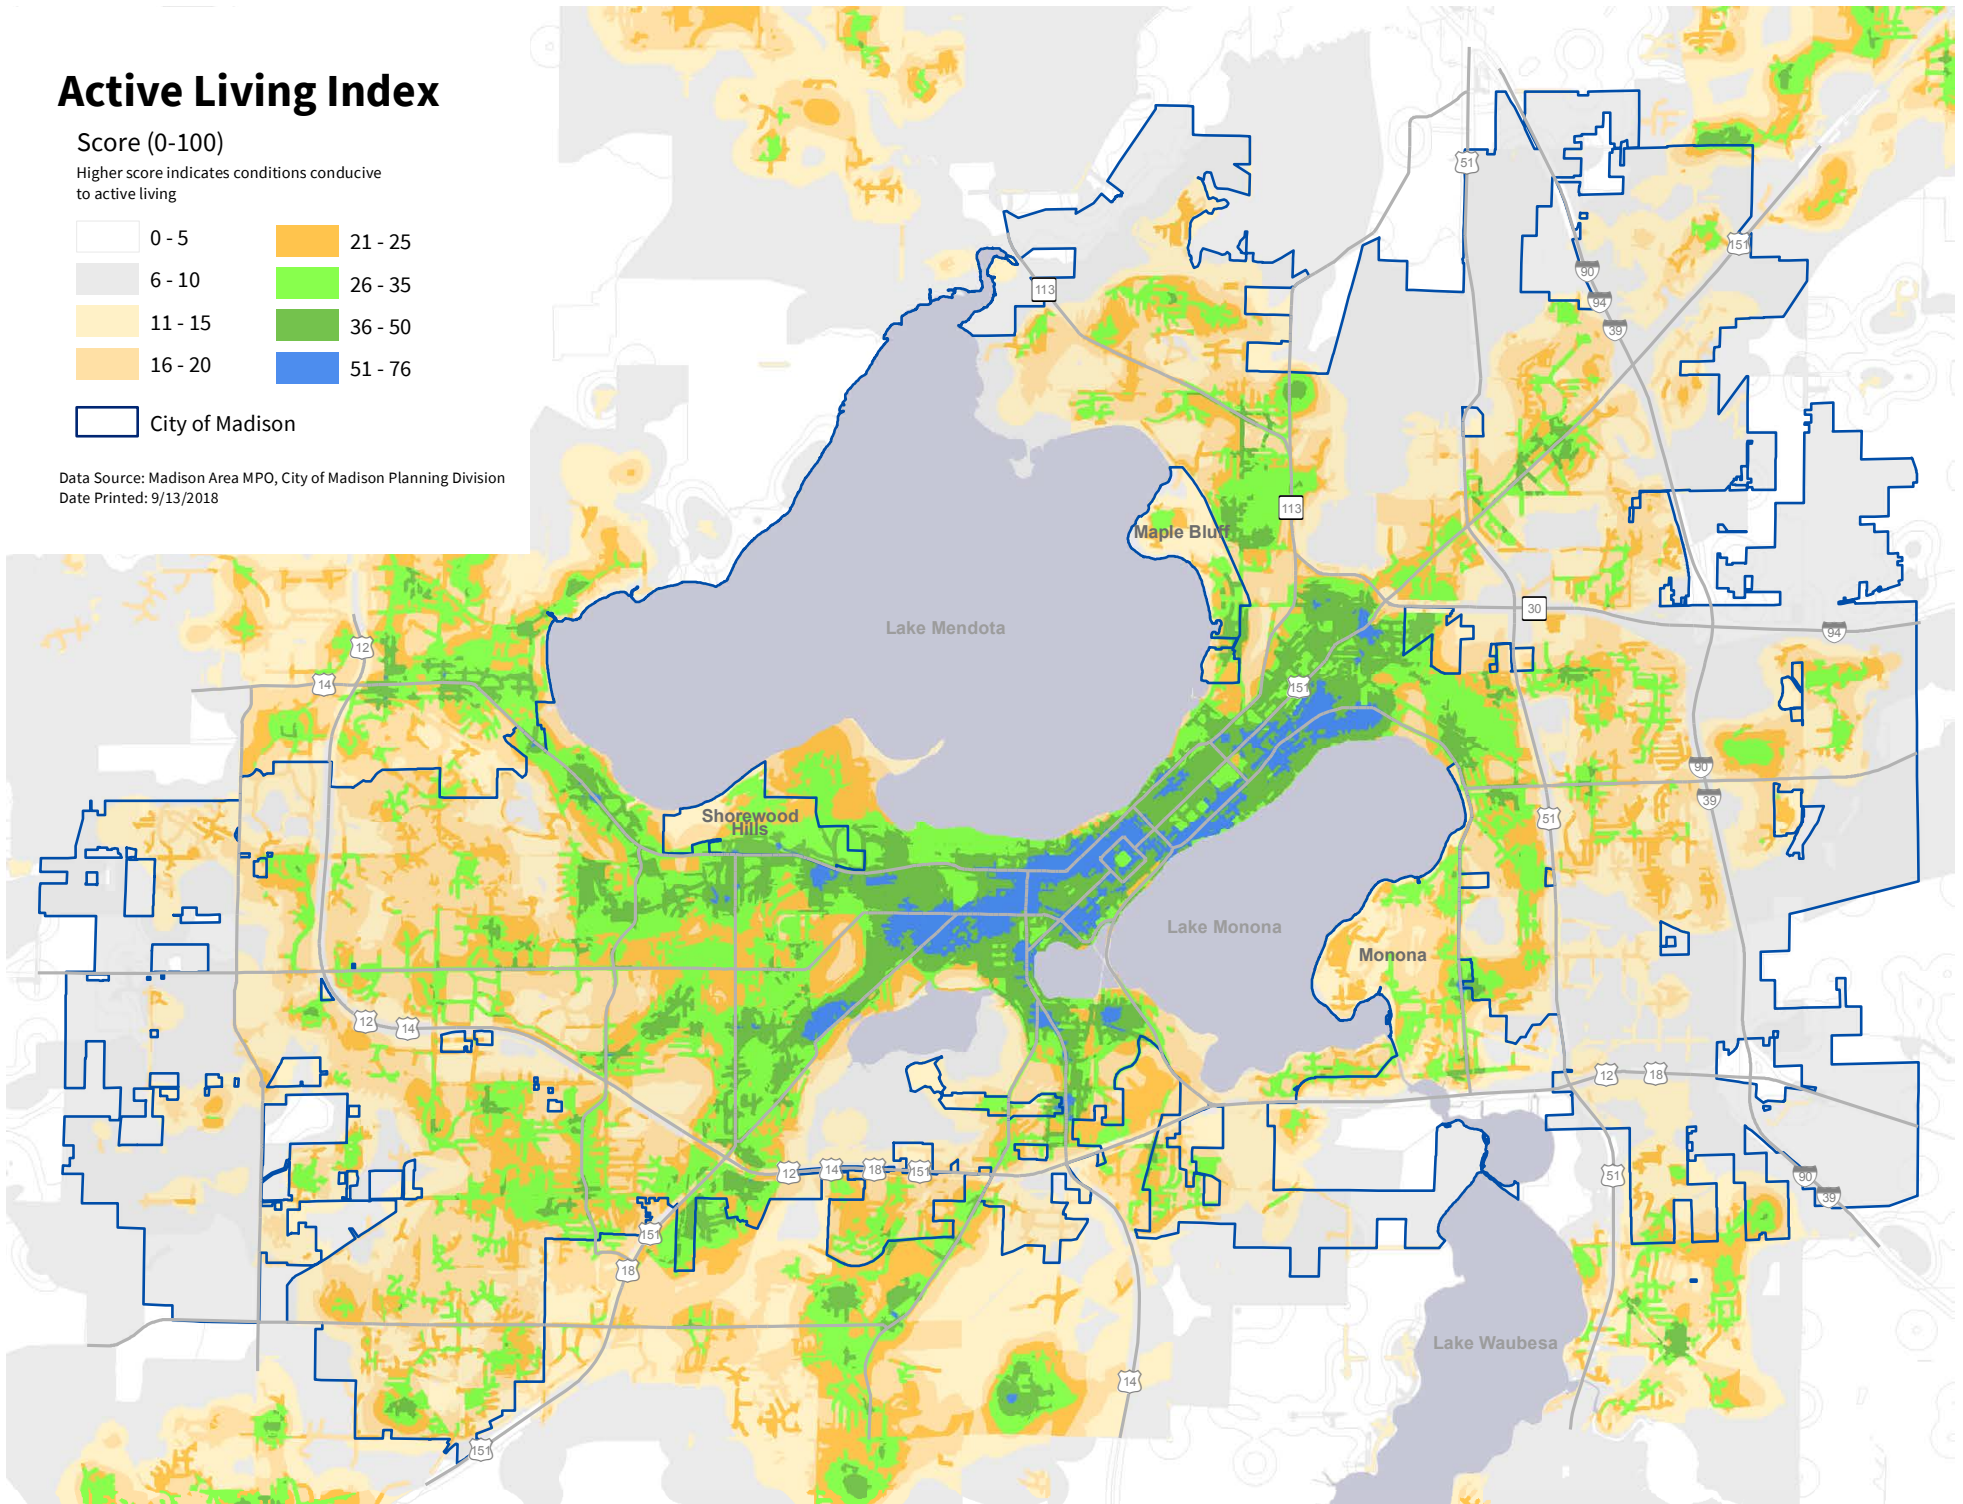 Active Living Index
Score (0-100)
Higher score indicates conditions conducive
to active living
0 - 5
6 - 10
11 - 15
16 - 20
21 - 25
26 - 35
36 - 50
51 - 76
City of Madison
Data Source: Madison Area MPO, City of Madison Planning Division
Date Printed: 9/13/2018
51
151
90
94
39
113
113
Maple Bluff
30
94
Lake Mendota
12
14
151
90
39
51
Shorewood
Hills
Lake Monona
Monona
12
14
12
18
12
14
18
151
51
90
39
151
18
Lake Waubesa
14
151